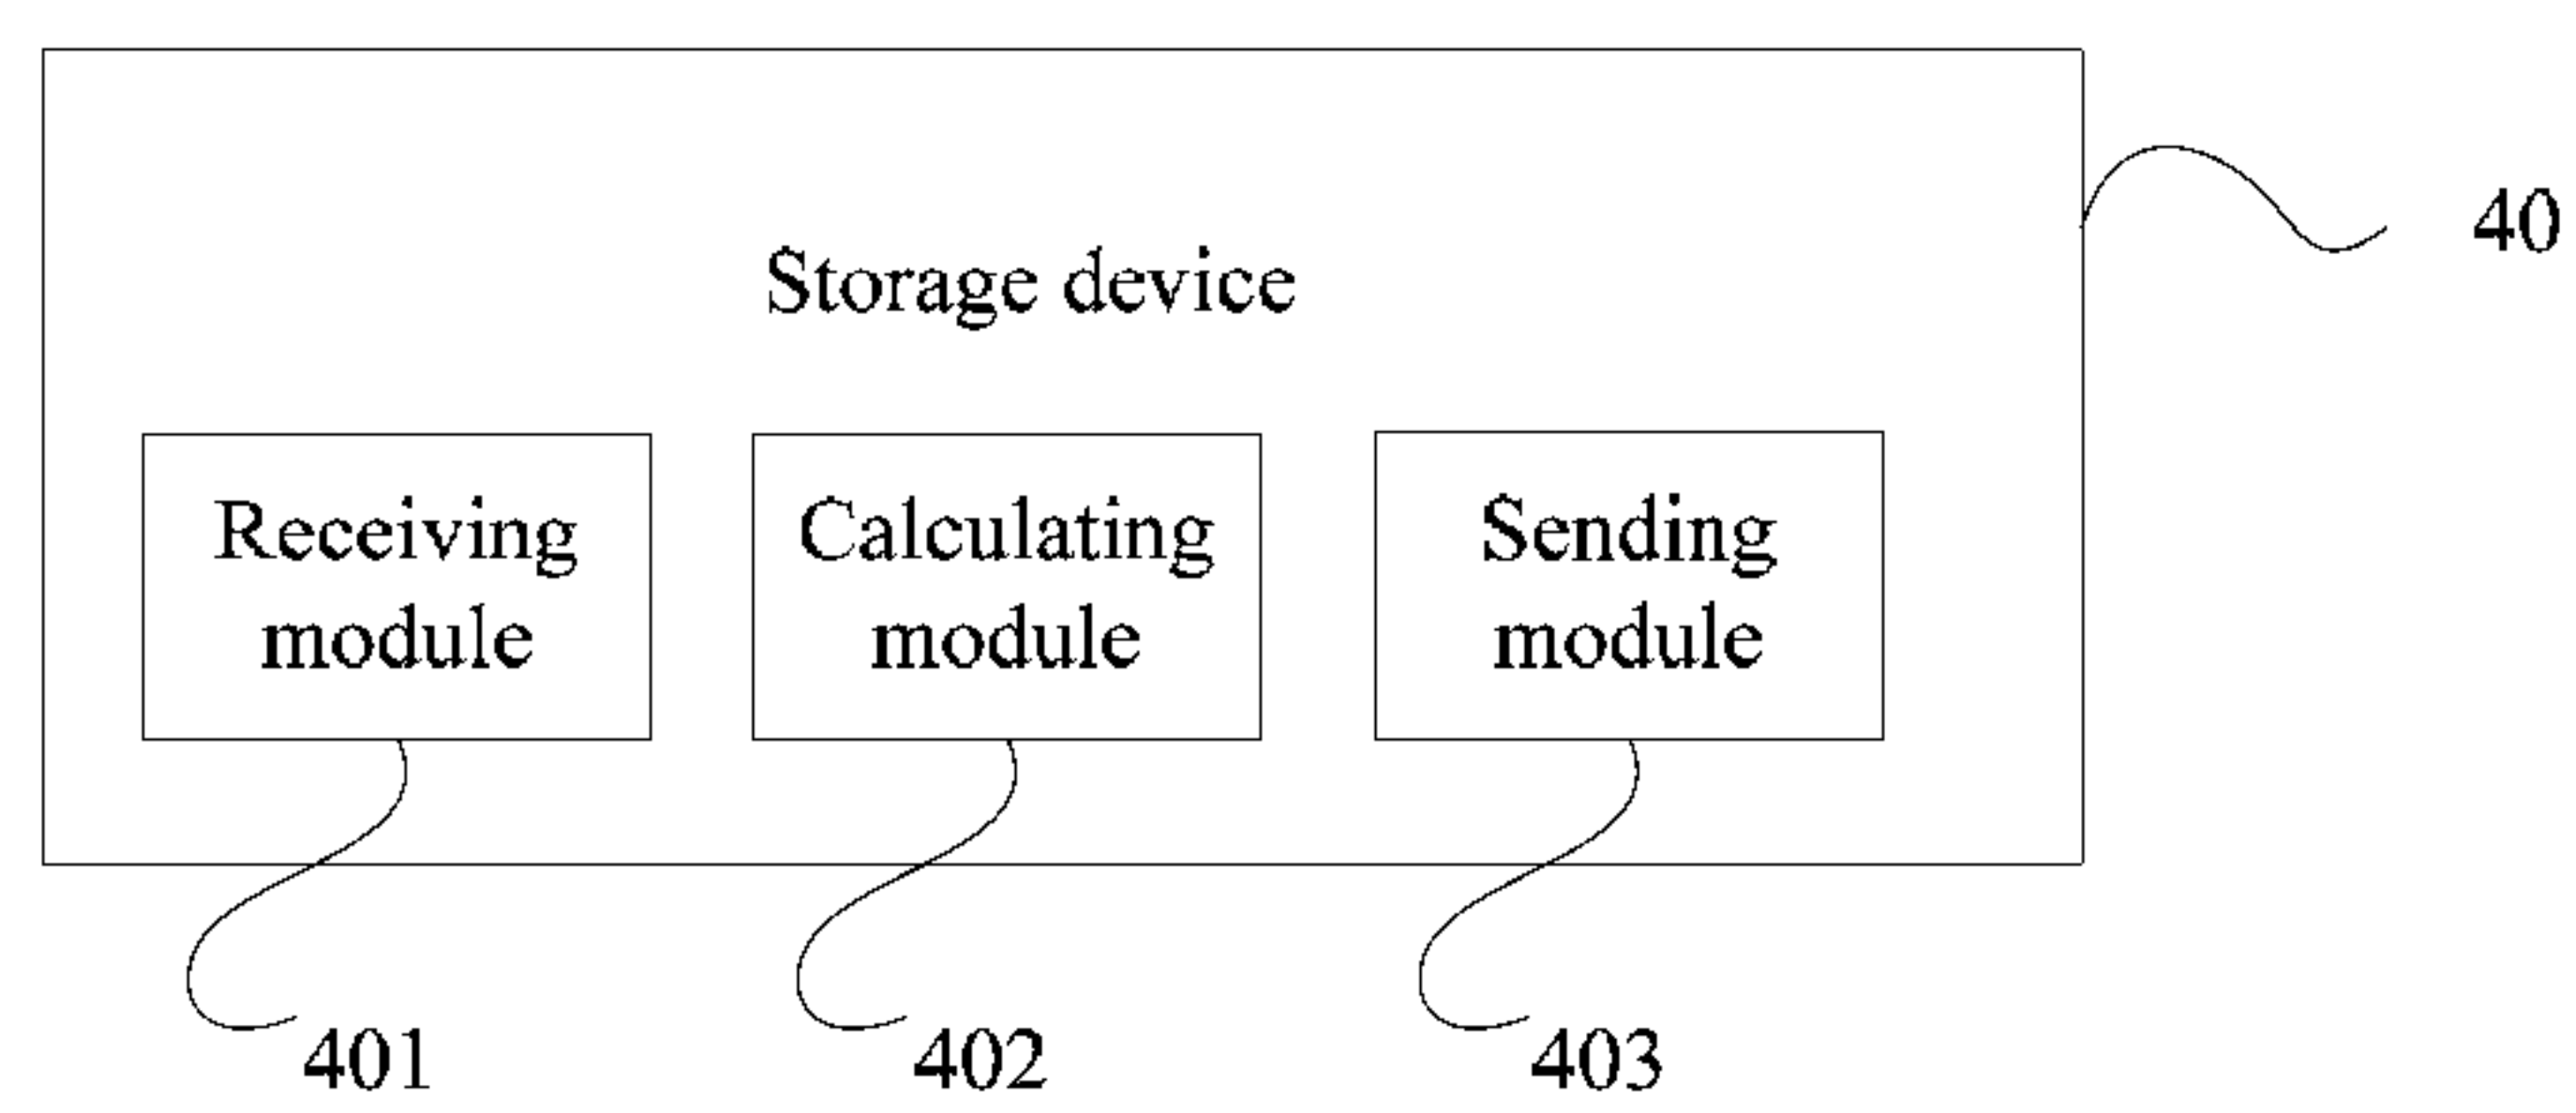 40
Storage device
Receiving
module
Calculating
module
Sending
module
401
402
403